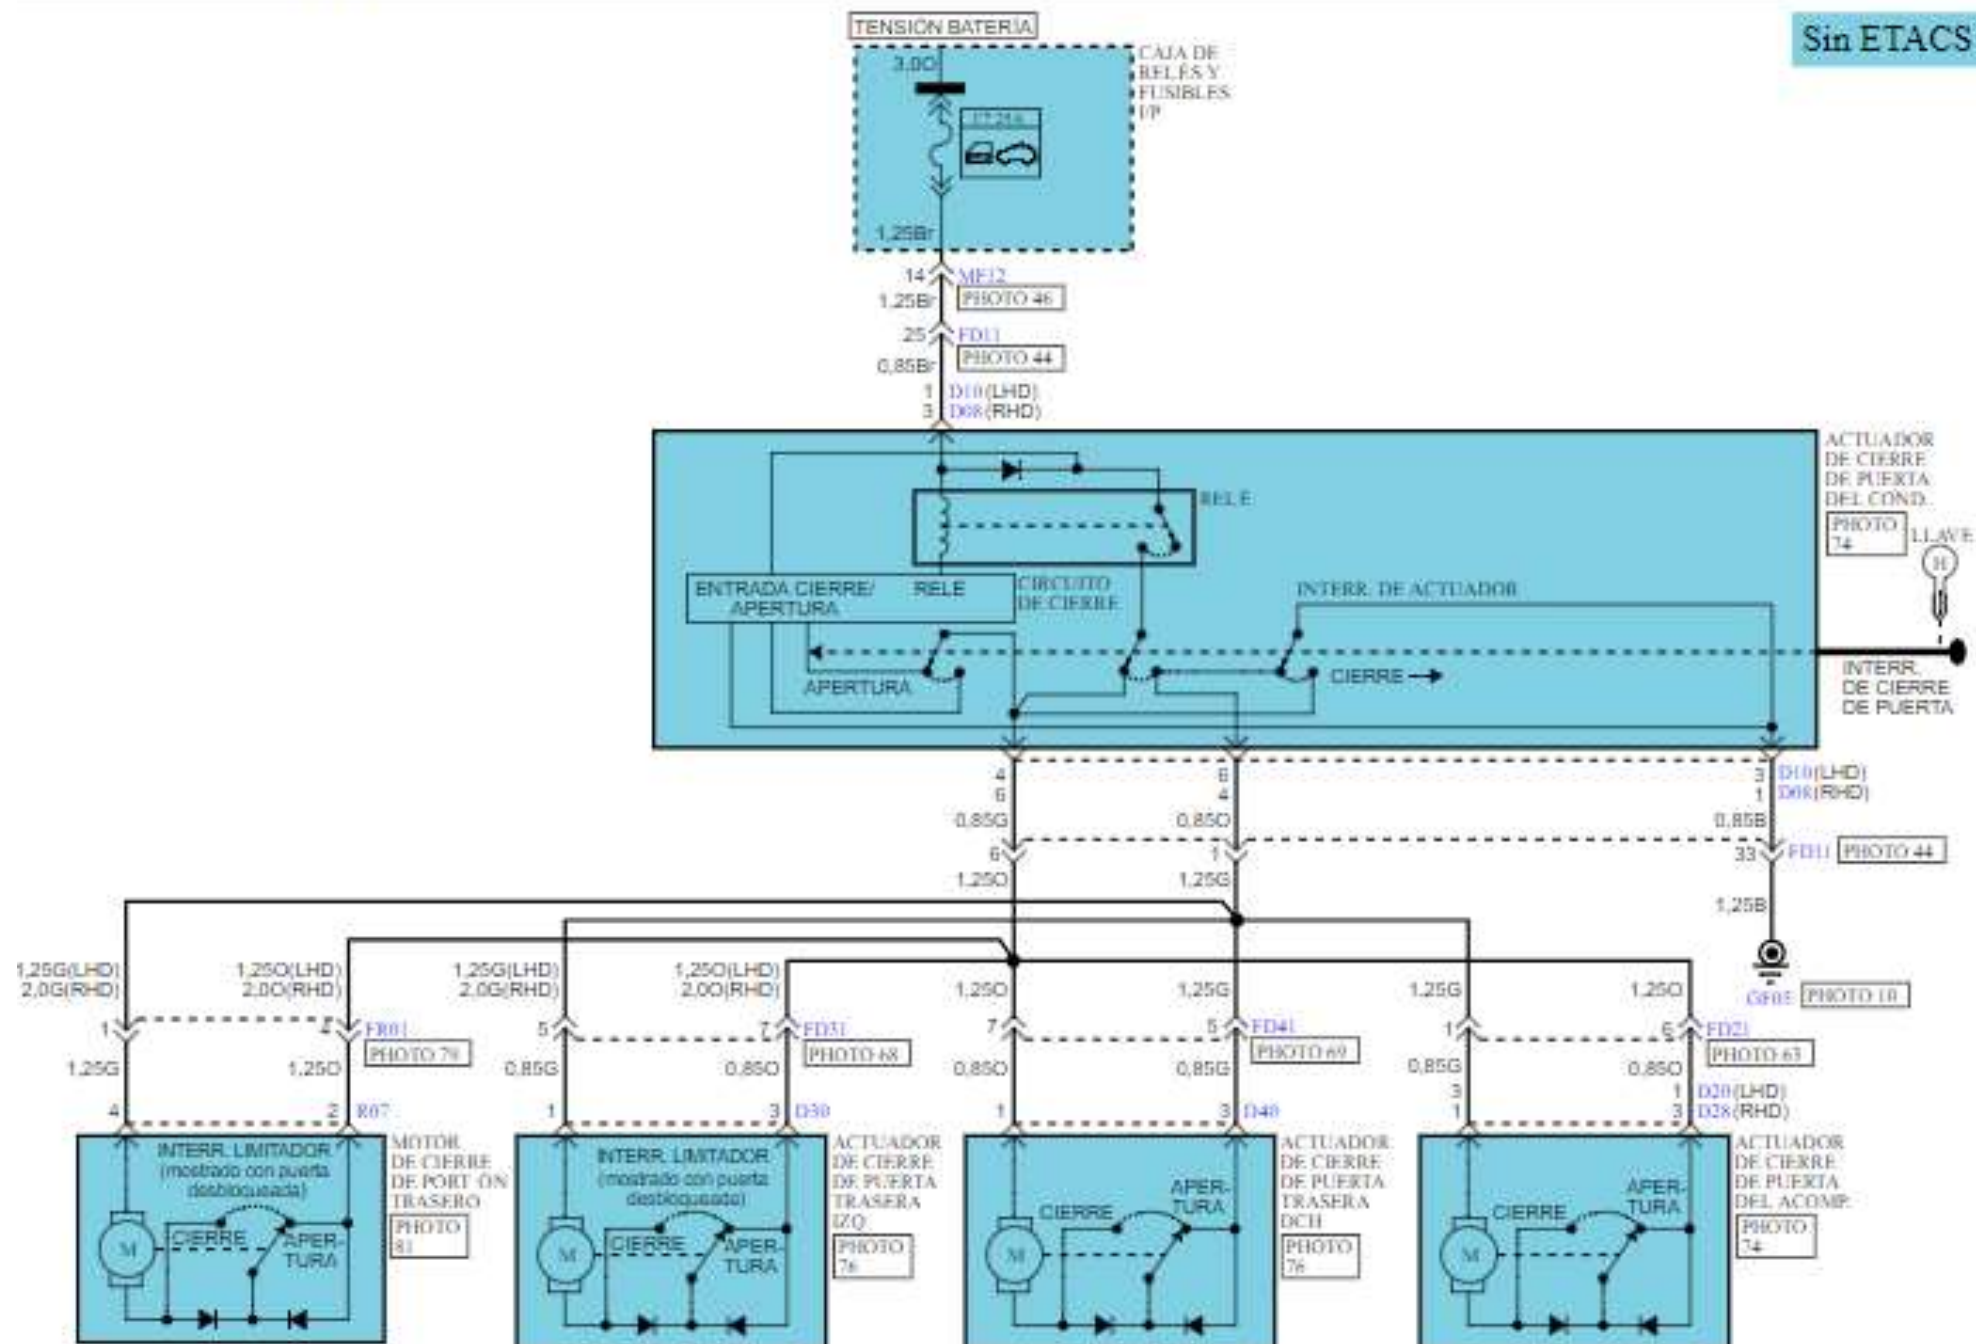 TENSIÓN BATERÍA
Sin ETACS
3.0O
CAJA DE
RELÉS Y
FUSIBLES
I/P
1,25Br
14
MF12
1.25Br
PHOTO 46
25
FD11
0,85Br
PHOTO 44
1
D10(LHD)
3
D08(RHD)
ACTUADOR
DE CIERRE
DE PUERTA
DEL COND.
PHOTO
74
LLAVE
H
RELÉ
ENTRADA CIERRE/
APERTURA
RELE
CIRCUITO
DE CIERRE
INTERR. DE ACTUADOR
APERTURA
CIERRE
INTERR.
DE CIERRE
DE PUERTA
4
6
6
4
3
D10(LHD)
1
D08(RHD)
0,85G
0,85O
0,85B
6
1
33
FD11
PHOTO 44
1.25O
1,25G
1,25B
GF05
PHOTO 10
1,25G(LHD)
2,0G(RHD)
1,25O(LHD)
2,0O(RHD)
1,25G(LHD)
2,0G(RHD)
1,25O(LHD)
2,0O(RHD)
1,25O
1,25G
1,25G
1,25O
1
4
FR01
PHOTO 79
5
7
FD31
PHOTO 68
7
5
FD41
PHOTO 69
1
6
FD21
PHOTO 63
1.25G
1.25O
0.85G
0.85O
0,85O
0,85G
0,85G
0,85O
4
2
R07
1
3
D30
1
3
D40
3
1
1
D20(LHD)
3
D28(RHD)
INTERR. LIMITADOR
(mostrado con puerta
desbloqueada)
M
CIERRE
APER-
TURA
MOTOR
DE CIERRE
DE PORTÓN
TRASERO
PHOTO
81
INTERR. LIMITADOR
(mostrado con puerta
desbloqueada)
M
CIERRE
APER-
TURA
ACTUADOR
DE CIERRE
DE PUERTA
TRASERA
IZQ.
PHOTO
76
CIERRE
APER-
TURA
M
ACTUADOR
DE CIERRE
DE PUERTA
TRASERA
DCH
PHOTO
76
CIERRE
APER-
TURA
M
ACTUADOR
DE CIERRE
DE PUERTA
DEL ACOMP.
PHOTO
74